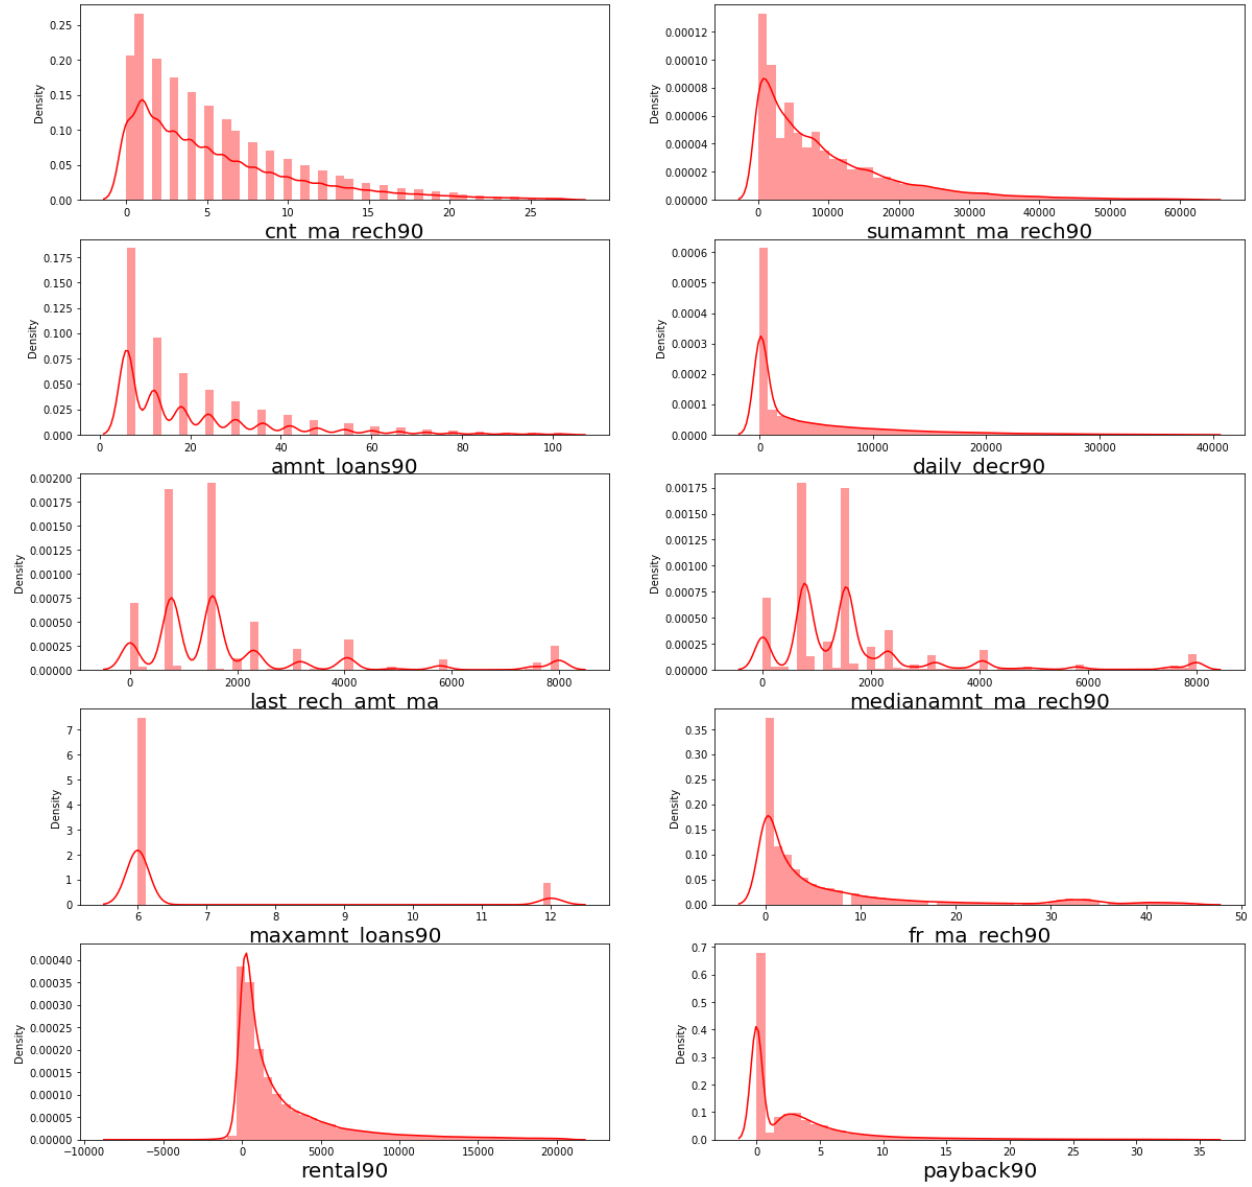 0.25
0.20
0.15
0.10
0.05
0.00
Density
0 5 10 15 20 25
cnt_ma_rech90
0.00012
0.00010
0.00008
0.00006
0.00004
0.00002
0.00000
Density
0 10000 20000 30000 40000 50000 60000
sumamnt_ma_rech90
0.175
0.150
0.125
0.100
0.075
0.050
0.025
0.000
Density
0 20 40 60 80 100
amnt_loans90
0.0006
0.0005
0.0004
0.0003
0.0002
0.0001
0.0000
Density
0 10000 20000 30000 40000
daily_decr90
0.00200
0.00175
0.00150
0.00125
0.00100
0.00075
0.00050
0.00025
0.00000
Density
0 2000 4000 6000 8000
last_rech_amt_ma
0.00175
0.00150
0.00125
0.00100
0.00075
0.00050
0.00025
0.00000
Density
0 2000 4000 6000 8000
medianamnt_ma_rech90
7
6
5
4
3
2
1
0
Density
6 7 8 9 10 11 12
maxamnt_loans90
0.35
0.30
0.25
0.20
0.15
0.10
0.05
0.00
Density
0 10 20 30 40 50
fr_ma_rech90
0.00040
0.00035
0.00030
0.00025
0.00020
0.00015
0.00010
0.00005
0.00000
Density
−10000 −5000 0 5000 10000 15000 20000
rental90
0.7
0.6
0.5
0.4
0.3
0.2
0.1
0.0
Density
0 5 10 15 20 25 30 35
payback90